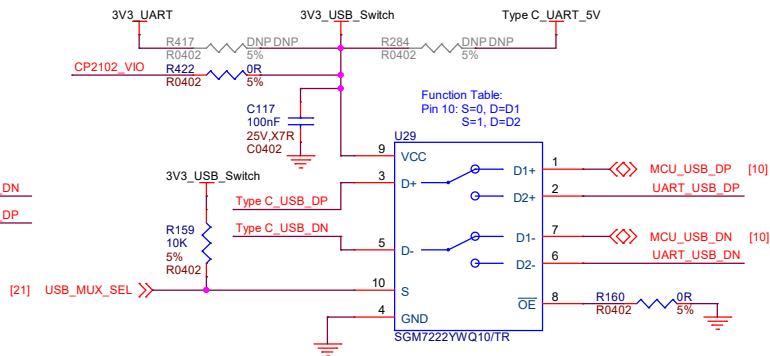 3V3_UART 3V3_USB_Switch Type C_UART_5V
R417 DNP DNP R284 DNP DNP
R0402 5% R0402 5%
CP2102_VIO R422 0R
R0402 5%
Function Table:
Pin 10: S=0, D=D1
S=1, D=D2
C117
100nF
25V,X7R
C0402
U29
9 VCC
3 D+
5 D-
10 S
4 GND
D1+ 1 MCU_USB_DP [10]
D2+ 2 UART_USB_DP
D1- 7 MCU_USB_DN [10]
D2- 6 UART_USB_DN
OE 8 R160 0R
R0402 5%
SGM7222YWQ10/TR
3V3_USB_Switch
_DN
_DP
Type C_USB_DP
Type C_USB_DN
R159
10K
5%
R0402
[21] USB_MUX_SEL